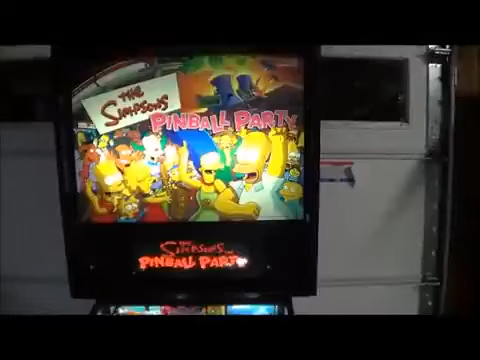 THE
SIMPSONS
PINBALL PARTY
THE
SIMPSONS
PINBALL PARTY